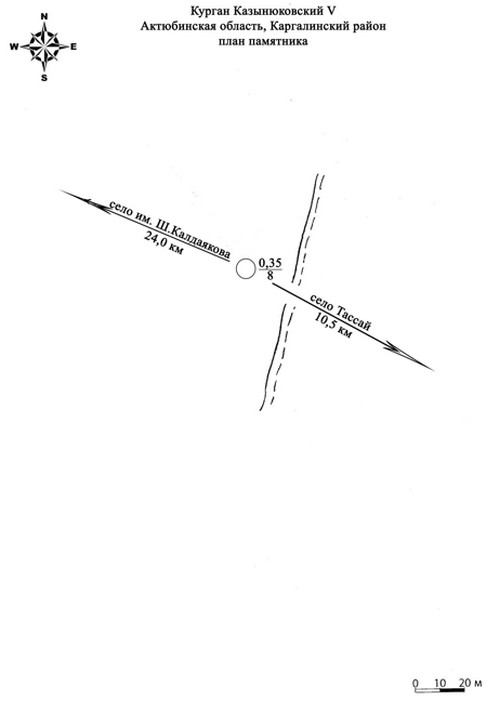 Курган Казынюковский V
Актюбинская область, Каргалинский район
план памятника
N
W E
S
село им. Ш.Калдаякова
24,0 км
0,35
8
село Тассай
10,5 км
0 10 20 м